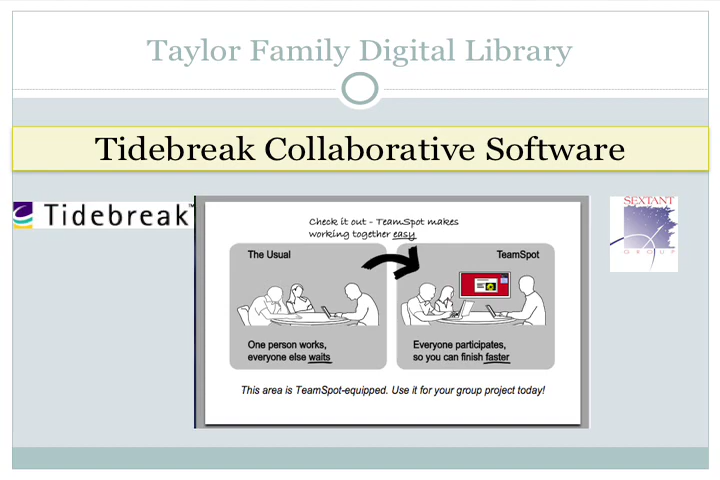 Taylor Family Digital Library
Tidebreak Collaborative Software
Tidebreak™
Check it out - TeamSpot makes
working together easy
The Usual
TeamSpot
One person works,
everyone else waits
Everyone participates,
so you can finish faster
This area is TeamSpot-equipped. Use it for your group project today!
SEXTANT
GROUP